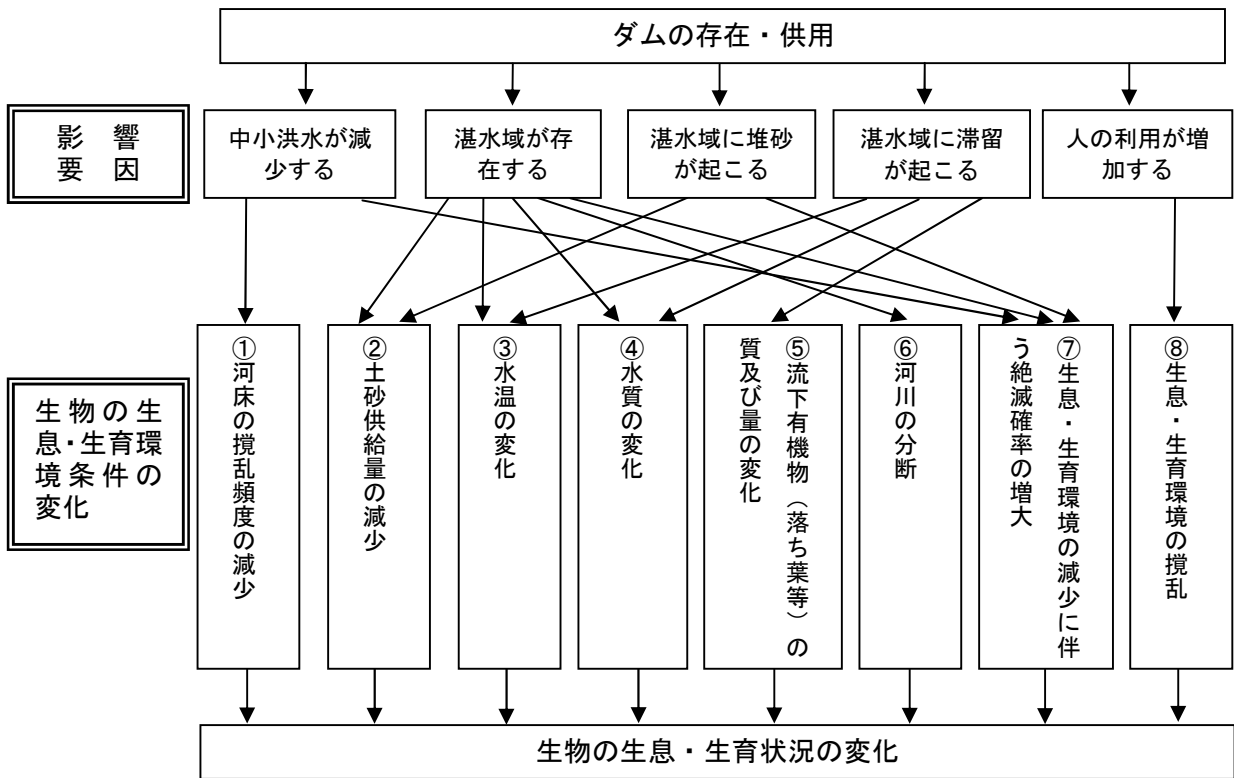 ダムの存在・供用
影響
要因
中小洪水が減
少する
湛水域が存
在する
湛水域に堆砂
が起こる
湛水域に滞留
が起こる
人の利用が増
加する
生物の生
息・生育環
境条件の
変化
①河床の撹乱頻度の減少
②土砂供給量の減少
③水温の変化
④水質の変化
⑤流下有機物（落ち葉等）の
質及び量の変化
⑥河川の分断
⑦生息・生育環境の減少に伴
う絶滅確率の増大
⑧生息・生育環境の撹乱
生物の生息・生育状況の変化